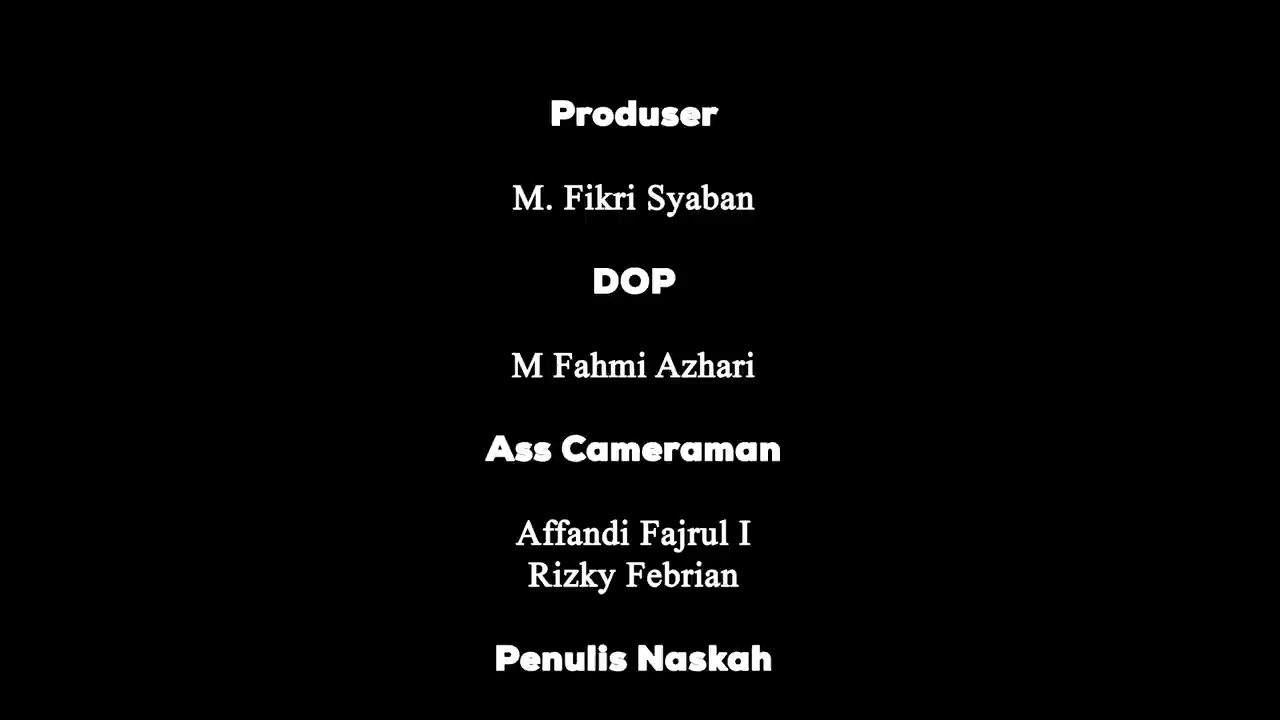 Produser
M. Fikri Syaban
DOP
M Fahmi Azhari
Ass Cameraman
Affandi Fajrul I
Rizky Febrian
Penulis Naskah